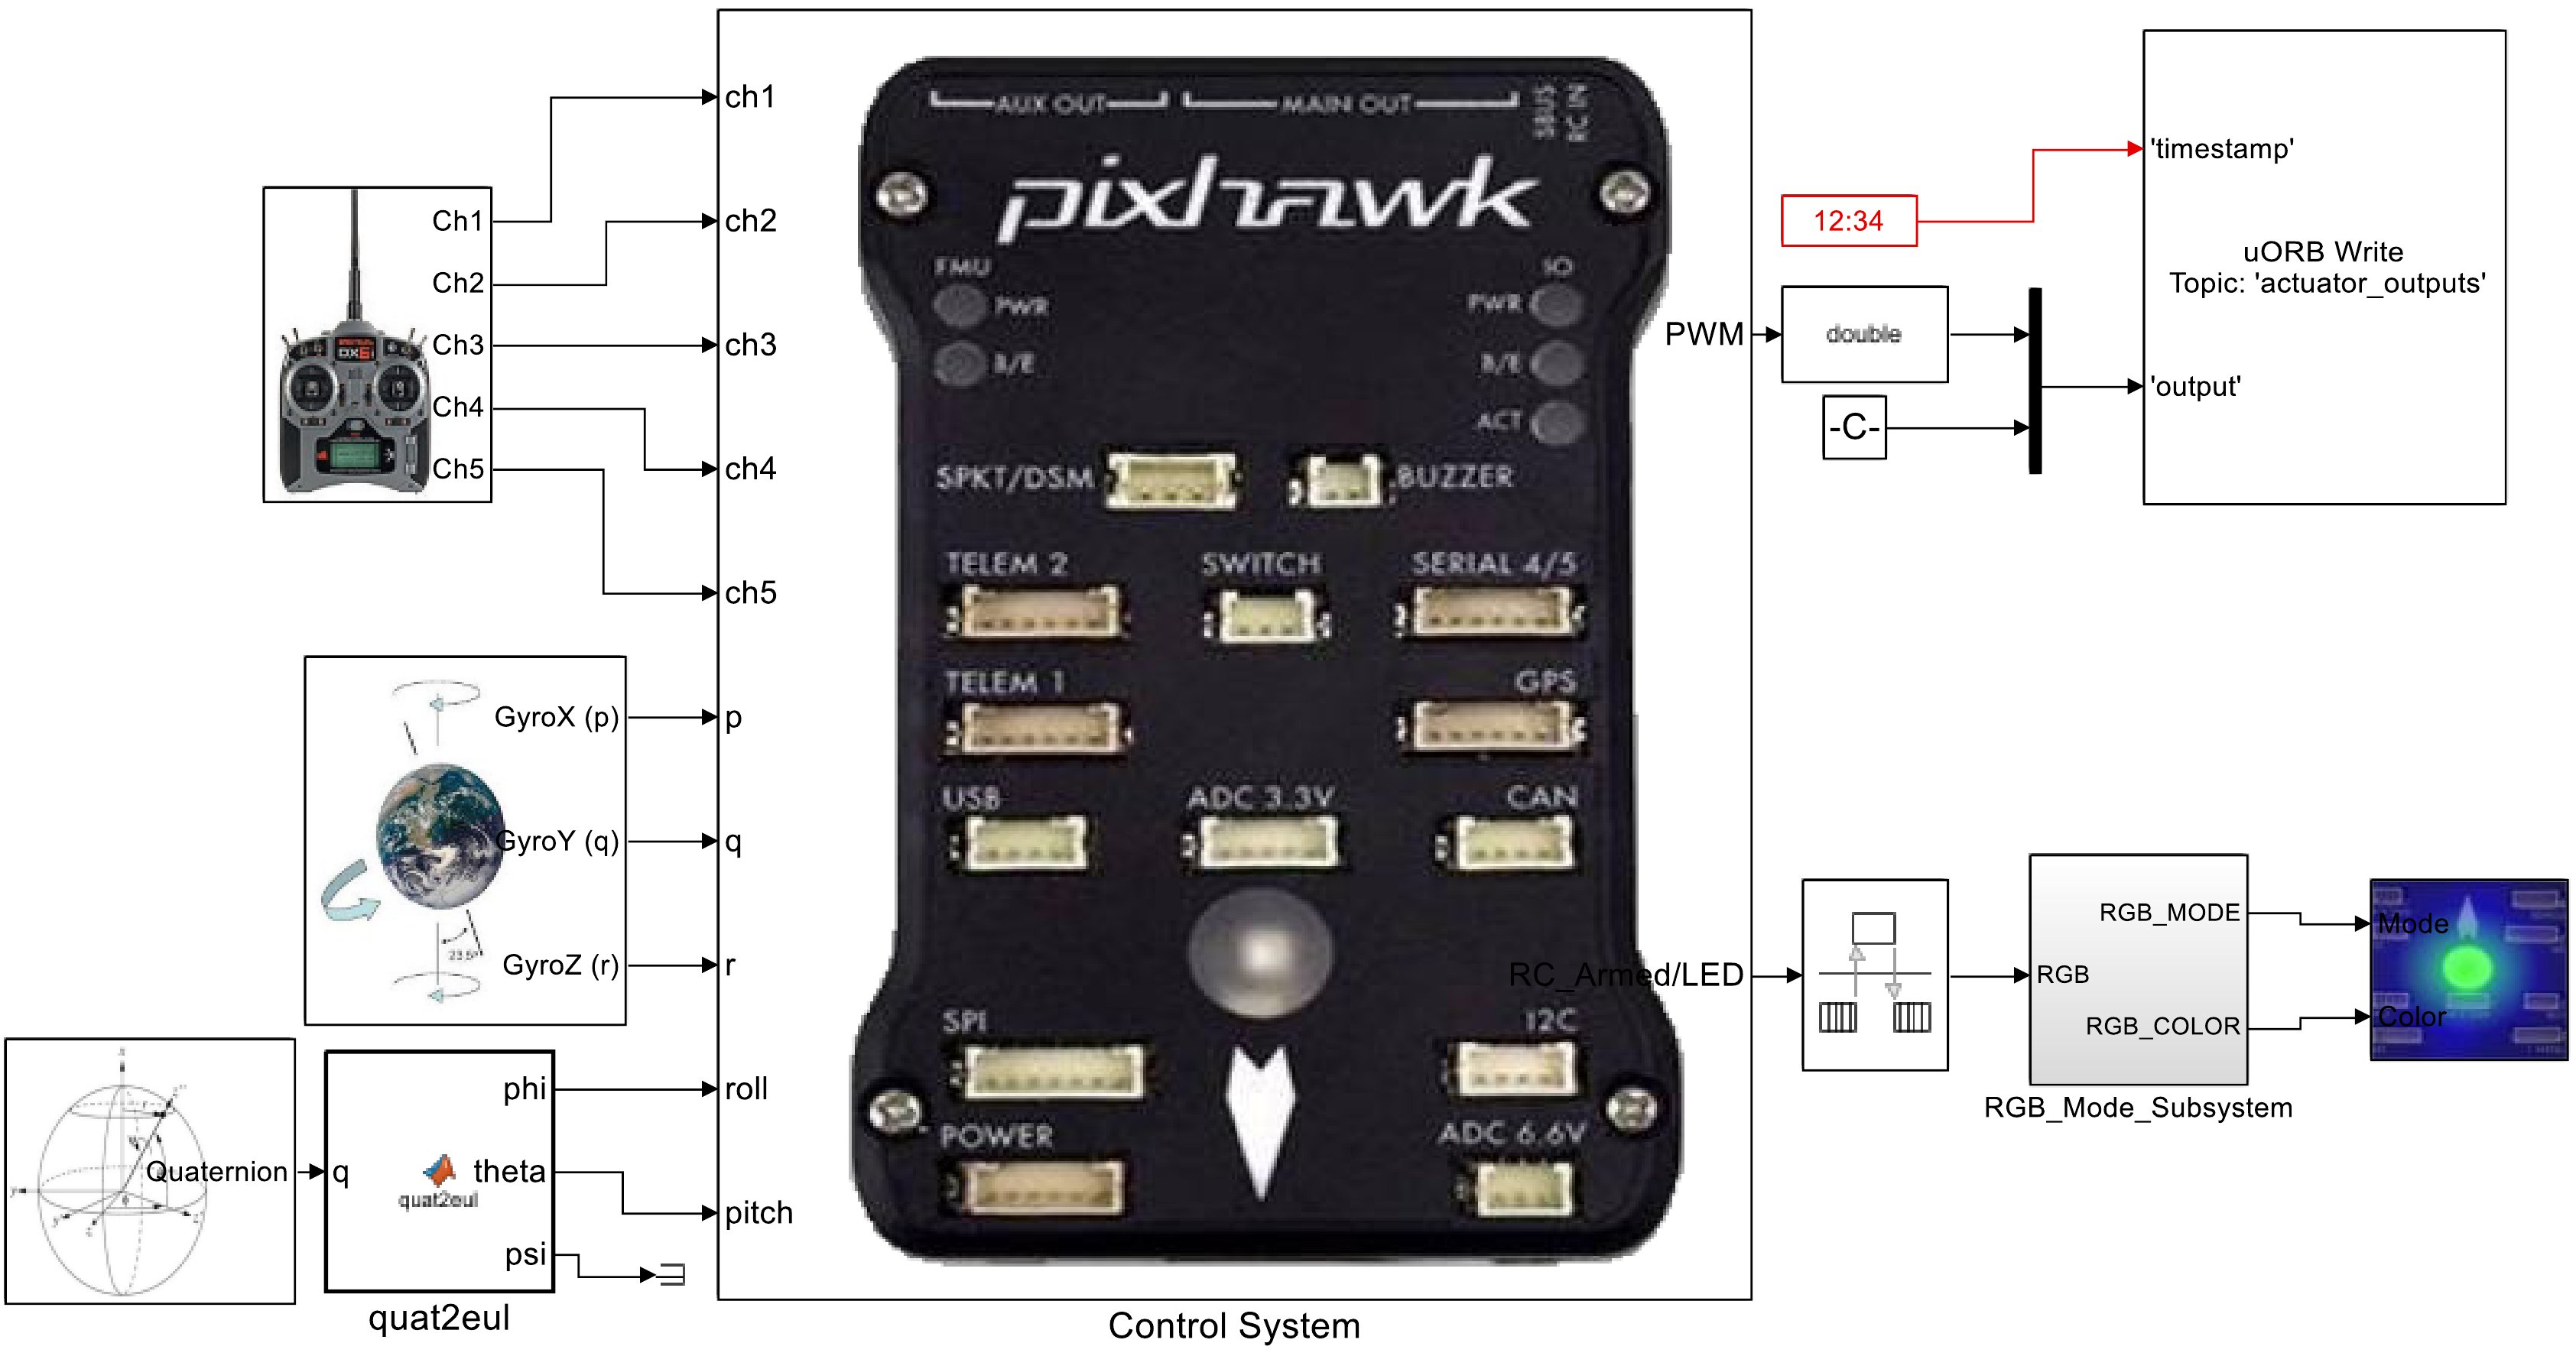 Ch1
Ch2
Ch3
Ch4
Ch5
DX6i
GyroX (p)
GyroY (q)
GyroZ (r)
23,5°
Quaternion
q
phi
theta
psi
quat2eul
quat2eul
ch1
ch2
ch3
ch4
ch5
p
q
r
roll
pitch
AUX OUT
MAIN OUT
SBUS
RC IN
pixhawk
FMU
PWR
B/E
IO
PWR
B/E
ACT
SPKT/DSM
BUZZER
TELEM 2
SWITCH
SERIAL 4/5
TELEM 1
GPS
USB
ADC 3.3V
CAN
SPI
I2C
POWER
ADC 6.6V
PWM
RC_Armed/LED
Control System
12:34
double
-C-
'timestamp'
uORB Write
Topic: 'actuator_outputs'
'output'
RGB
RGB_MODE
RGB_COLOR
RGB_Mode_Subsystem
Mode
Color